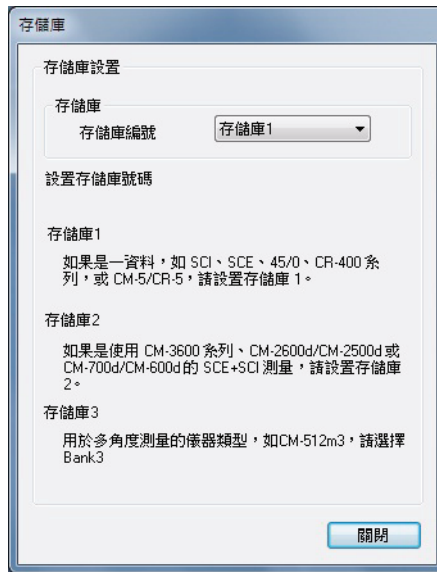 存儲庫
存儲庫設置
存儲庫
存儲庫編號 存儲庫1
設置存儲庫號碼
存儲庫1
如果是一資料，如 SCI、SCE、45/0、CR-400 系
列，或 CM-5/CR-5，請設置存儲庫 1。
存儲庫2
如果是使用 CM-3600 系列、CM-2600d/CM-2500d 或
CM-700d/CM-600d 的 SCE+SCI 測量，請設置存儲庫
2。
存儲庫3
用於多角度測量的儀器類型，如CM-512m3，請選擇
Bank3
關閉